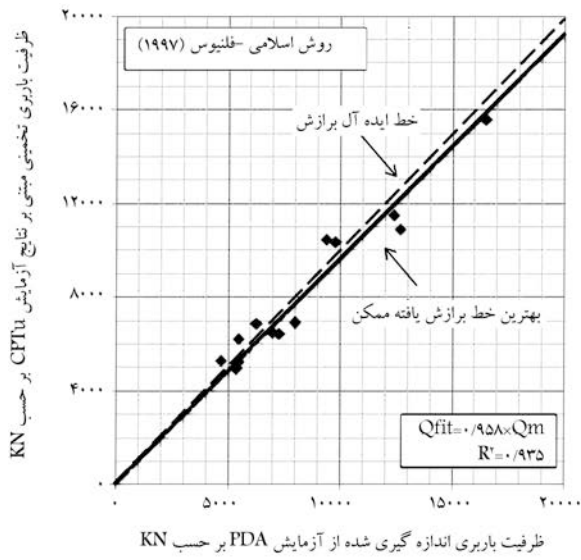 روش اسلامی -فلنیوس (۱۹۹۷)
ظرفیت باربری تخمینی مبتنی بر نتایج آزمایش CPTu بر حسب KN
۲۰۰۰۰
۱۶۰۰۰
۱۲۰۰۰
۸۰۰۰
۴۰۰۰
۰
خط ایده آل برازش
بهترین خط برازش یافته ممکن
Qfit=۰/۹۵۸×Qm
R²=۰/۹۳۵
۰
۵۰۰۰
۱۰۰۰۰
۱۵۰۰۰
۲۰۰۰۰
ظرفیت باربری اندازه گیری شده از آزمایش PDA بر حسب KN